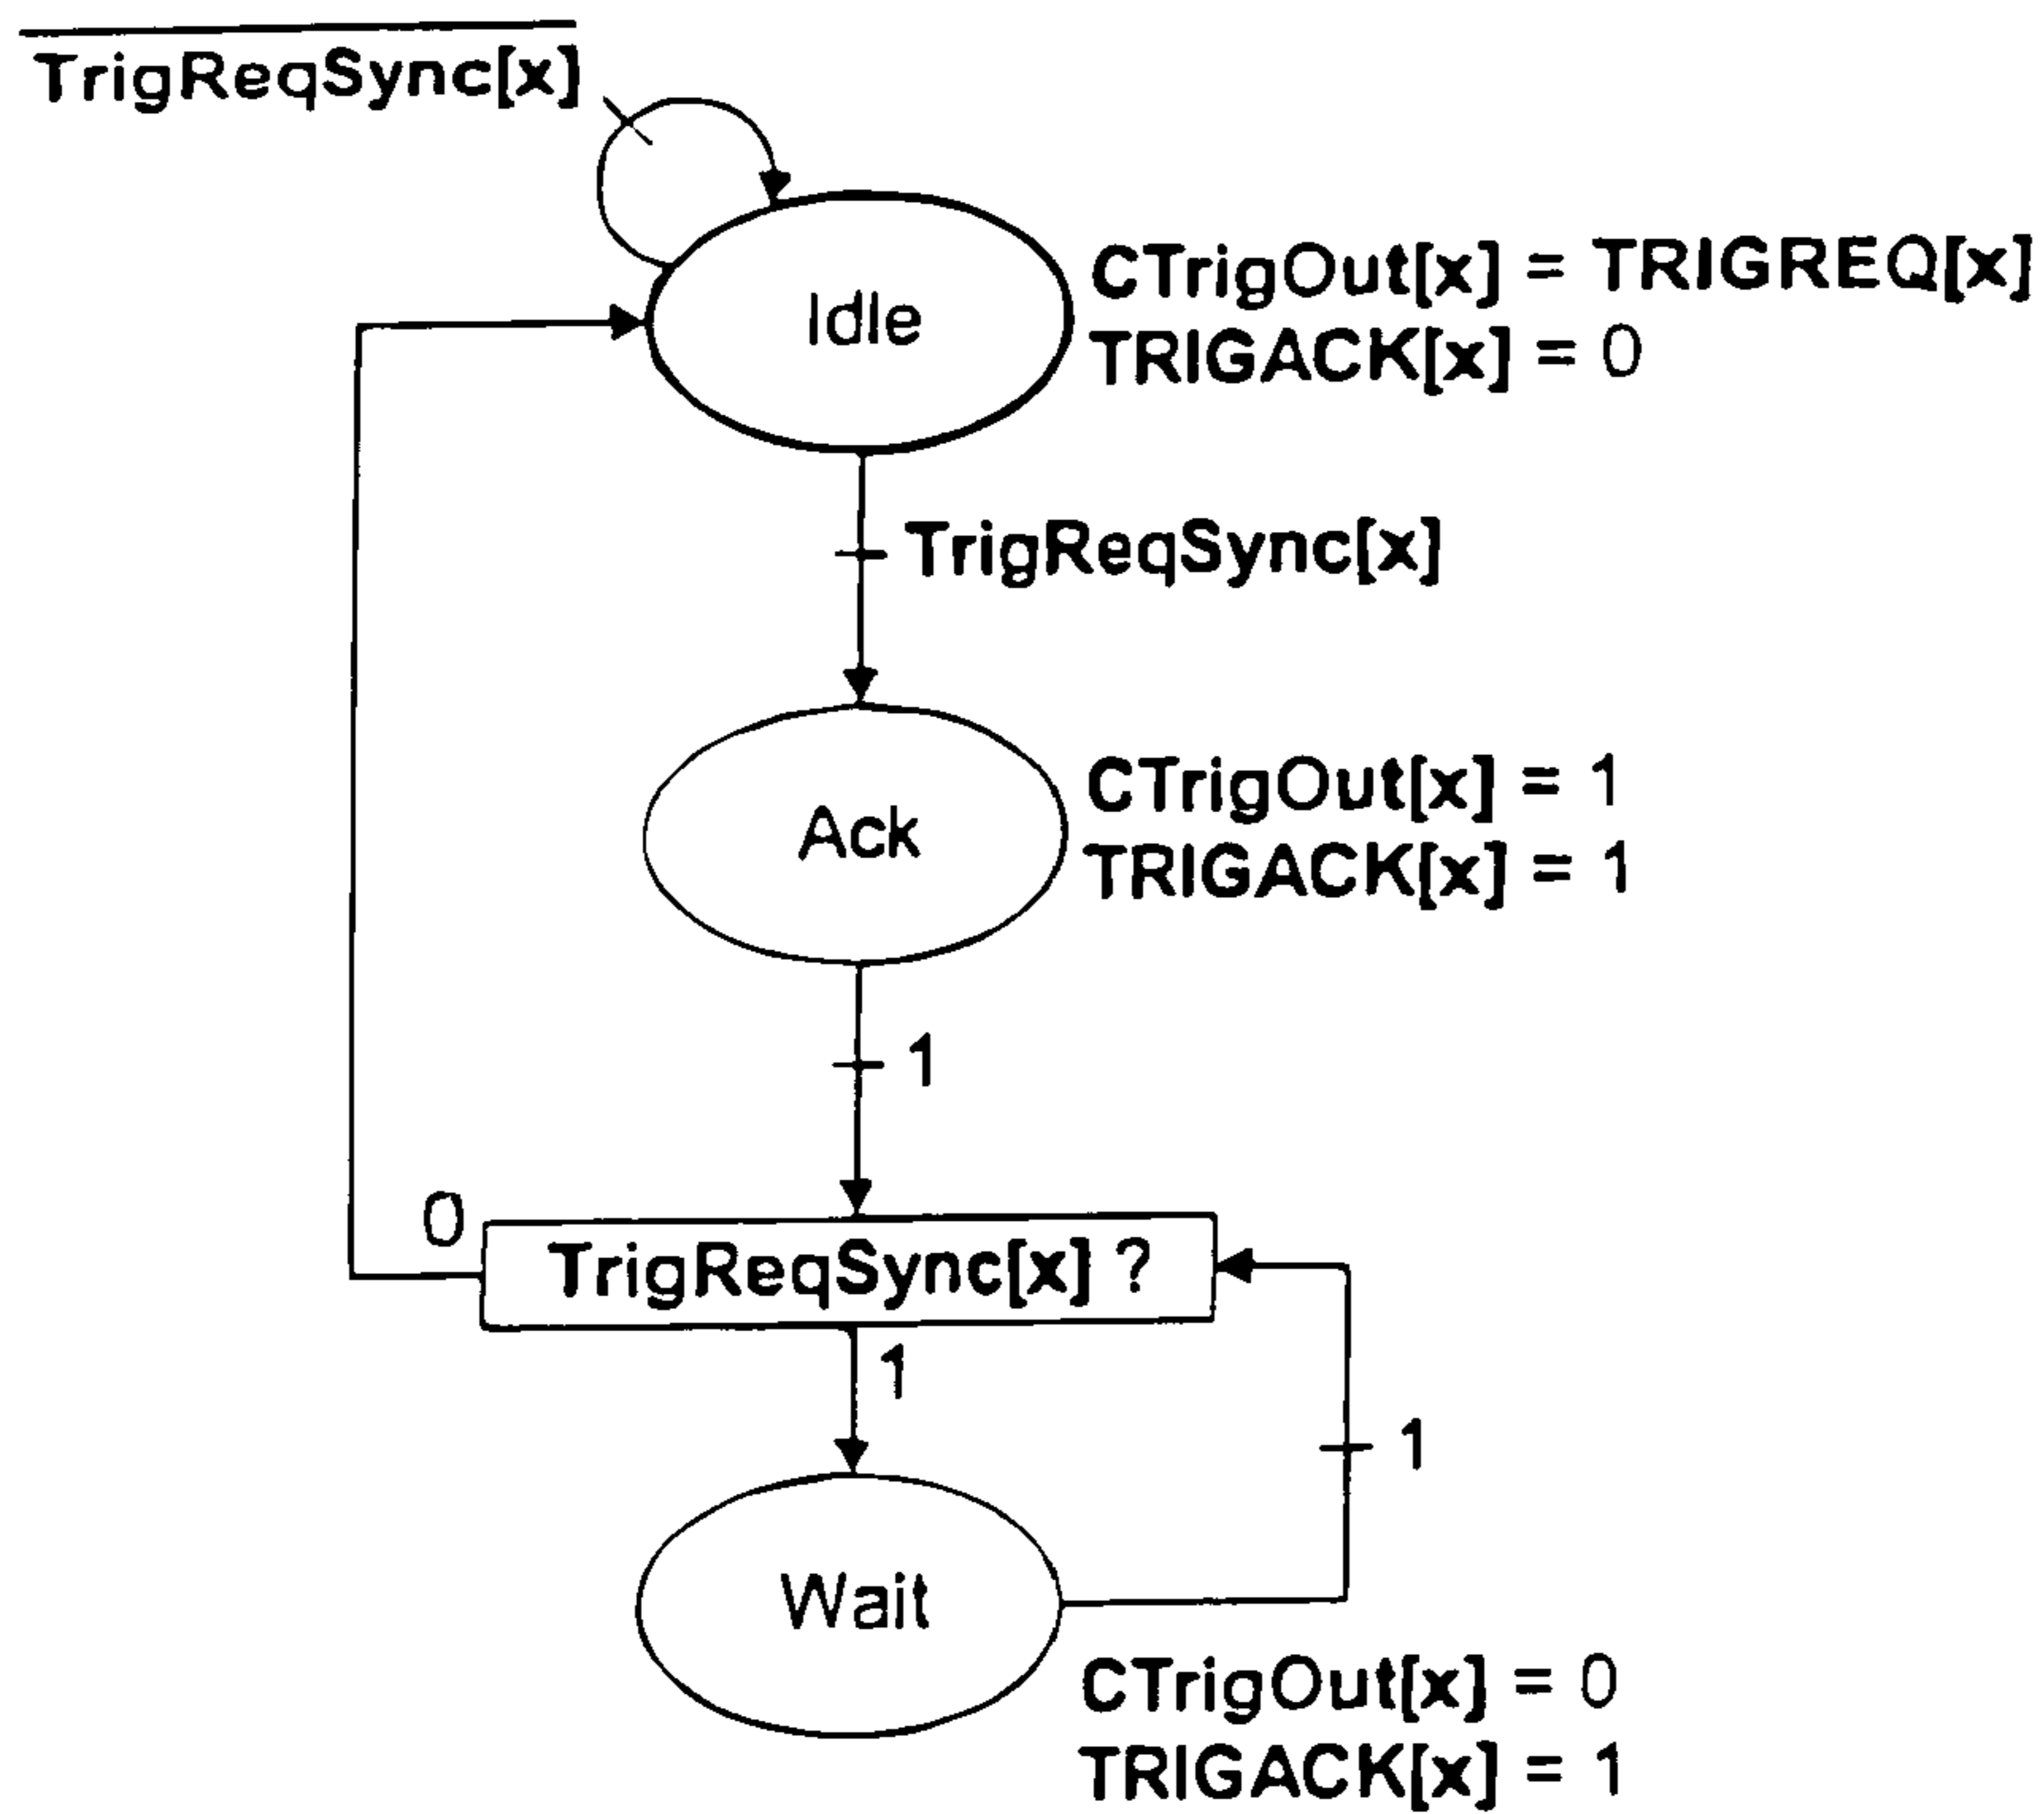 TrigReqSync[x]
Idle
CTrigOut[x] = TRIGREQ[x]
TRIGACK[x] = 0
TrigReqSync[x]
Ack
CTrigOut[x] = 1
TRIGACK[x] = 1
1
0
TrigReqSync[x] ?
1
1
Wait
CTrigOut[x] = 0
TRIGACK[x] = 1